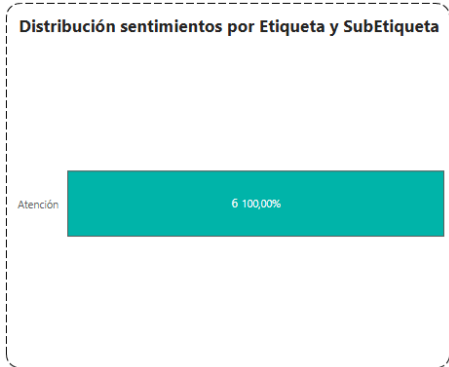 Distribución sentimientos por Etiqueta y SubEtiqueta
Atención 6 100,00%